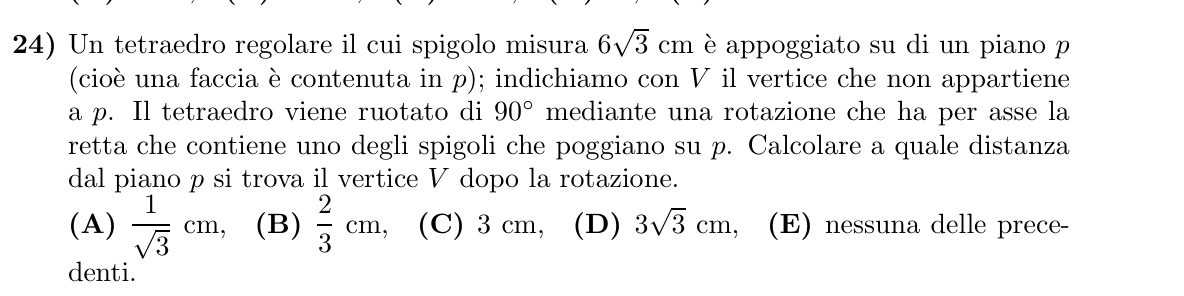 24) Un tetraedro regolare il cui spigolo misura 6√3 cm è appoggiato su di un piano p
(cioè una faccia è contenuta in p); indichiamo con V il vertice che non appartiene
a p. Il tetraedro viene ruotato di 90° mediante una rotazione che ha per asse la
retta che contiene uno degli spigoli che poggiano su p. Calcolare a quale distanza
dal piano p si trova il vertice V dopo la rotazione.
(A) 1/√3 cm, (B) 2/3 cm, (C) 3 cm, (D) 3√3 cm, (E) nessuna delle prece-
denti.